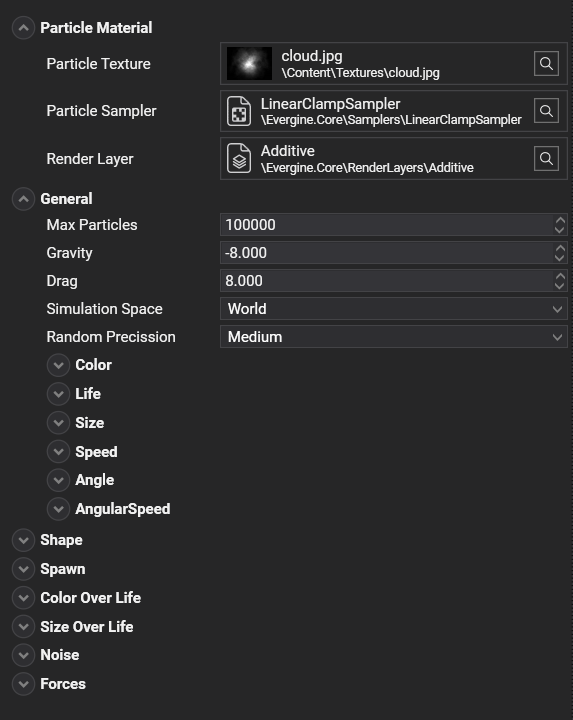 Particle Material
Particle Texture
cloud.jpg
\Content\Textures\cloud.jpg
Particle Sampler
LinearClampSampler
\Evergine.Core\Samplers\LinearClampSampler
Render Layer
Additive
\Evergine.Core\RenderLayers\Additive
General
Max Particles 100000
Gravity -8.000
Drag 8.000
Simulation Space World
Random Precission Medium
Color
Life
Size
Speed
Angle
AngularSpeed
Shape
Spawn
Color Over Life
Size Over Life
Noise
Forces